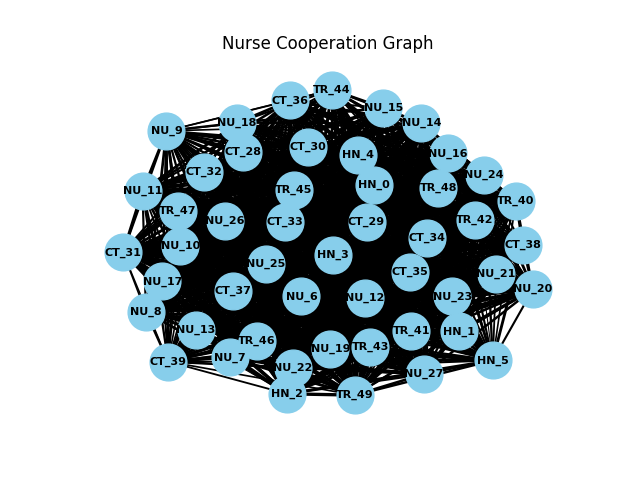 Nurse Cooperation Graph
TR_44
CT_36
NU_15
NU_18
NU_14
NU_9
CT_30
CT_28
HN_4
NU_16
CT_32
NU_24
HN_0
TR_48
TR_45
NU_11
TR_40
TR_47
NU_26
CT_33
CT_29
TR_42
CT_34
CT_38
NU_10
CT_31
HN_3
NU_25
CT_35
NU_21
NU_17
NU_20
CT_37
NU_6
NU_12
NU_23
NU_8
NU_13
TR_41
HN_1
TR_46
NU_19
TR_43
NU_7
CT_39
HN_5
NU_22
NU_27
HN_2
TR_49